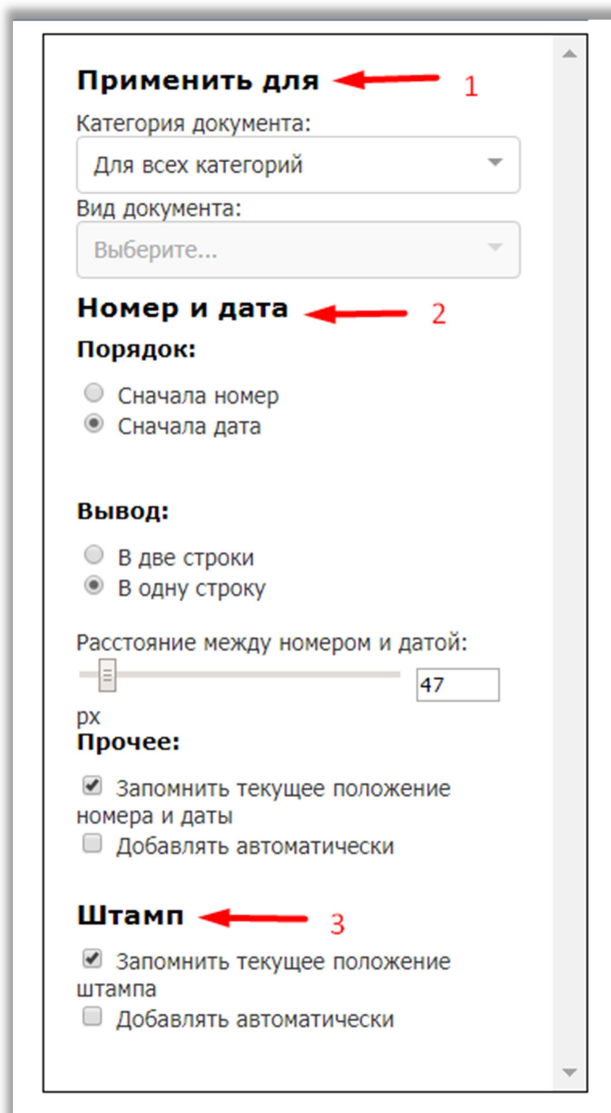 Применить для 1
Категория документа:
Для всех категорий
Вид документа:
Выберите...
Номер и дата 2
Порядок:
Сначала номер
Сначала дата
Вывод:
В две строки
В одну строку
Расстояние между номером и датой:
47
px
Прочее:
Запомнить текущее положение
номера и даты
Добавлять автоматически
Штамп 3
Запомнить текущее положение
штампа
Добавлять автоматически